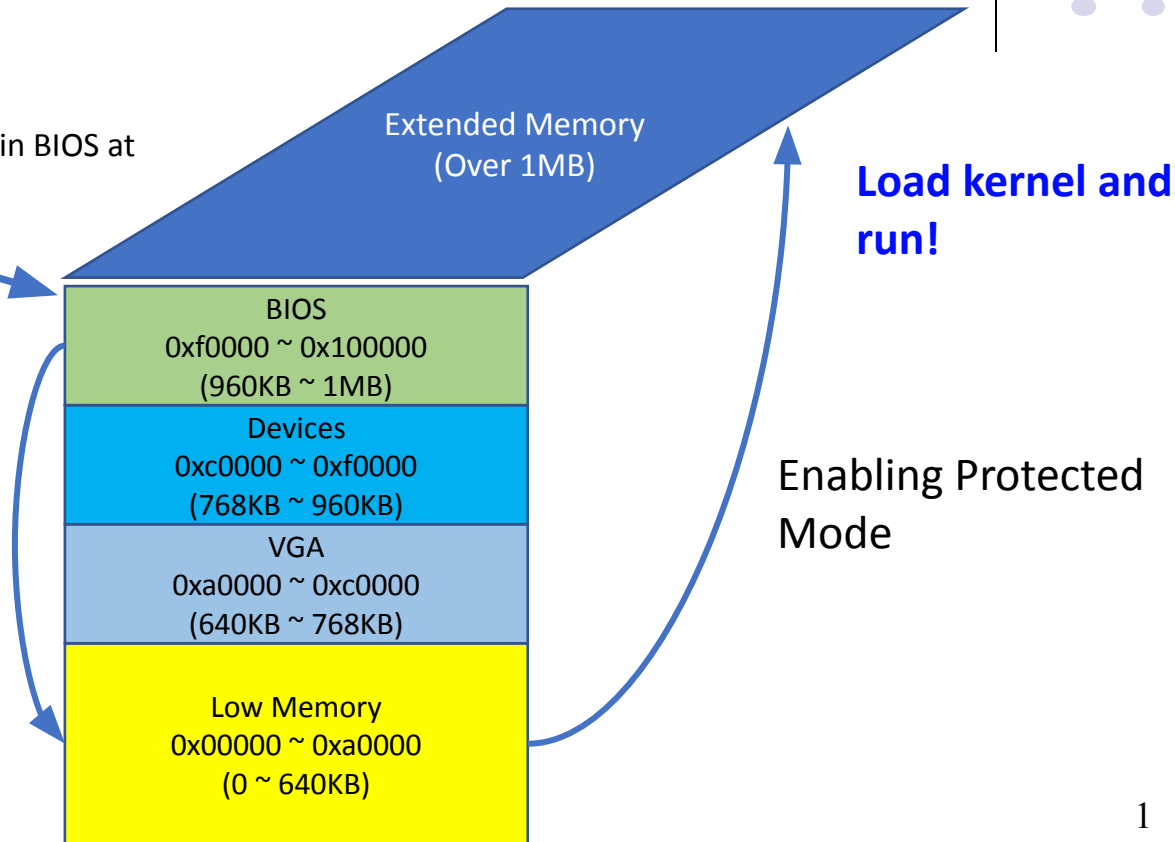 in BIOS at
Extended Memory
(Over 1MB)
Load kernel and
run!
BIOS
0xf0000 ~ 0x100000
(960KB ~ 1MB)
Devices
0xc0000 ~ 0xf0000
(768KB ~ 960KB)
Enabling Protected
Mode
VGA
0xa0000 ~ 0xc0000
(640KB ~ 768KB)
Low Memory
0x00000 ~ 0xa0000
(0 ~ 640KB)
1